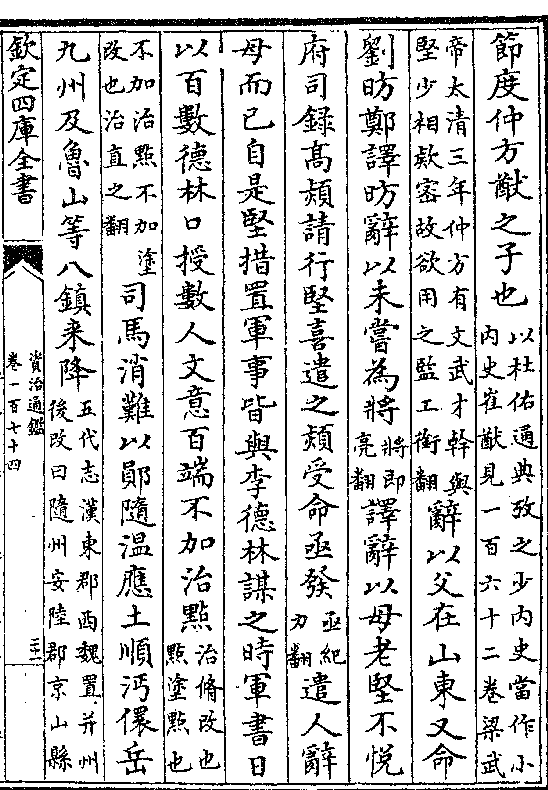 節度仲方猷之子也以杜佑通典攷之少内史當作小内史崔猷見一百六十二卷梁武
帝太清三年仲方有文武才幹與堅少相欵宻故欲用之監工銜翻辭以父在山東又命
劉昉鄭譯昉辭以未嘗為將將即亮翻譯辭以母老堅不悦
府司錄髙熲請行堅喜遣之熲受命亟發亟紀力翻遣人辭
母而已自是堅措置軍事皆與李德林謀之時軍書日
以百數德林口授數人文意百端不加治㸃治脩改也㸃塗㸃也
不加治㸃不加塗改也治直之翻司馬消難以鄖隨温應土順沔儇岳
九州及魯山等八鎮来降五代志漢東郡西魏置并州後改曰隨州安陸郡京山縣
欽定四庫全書
資治通鑑
卷一百七十四
三十一